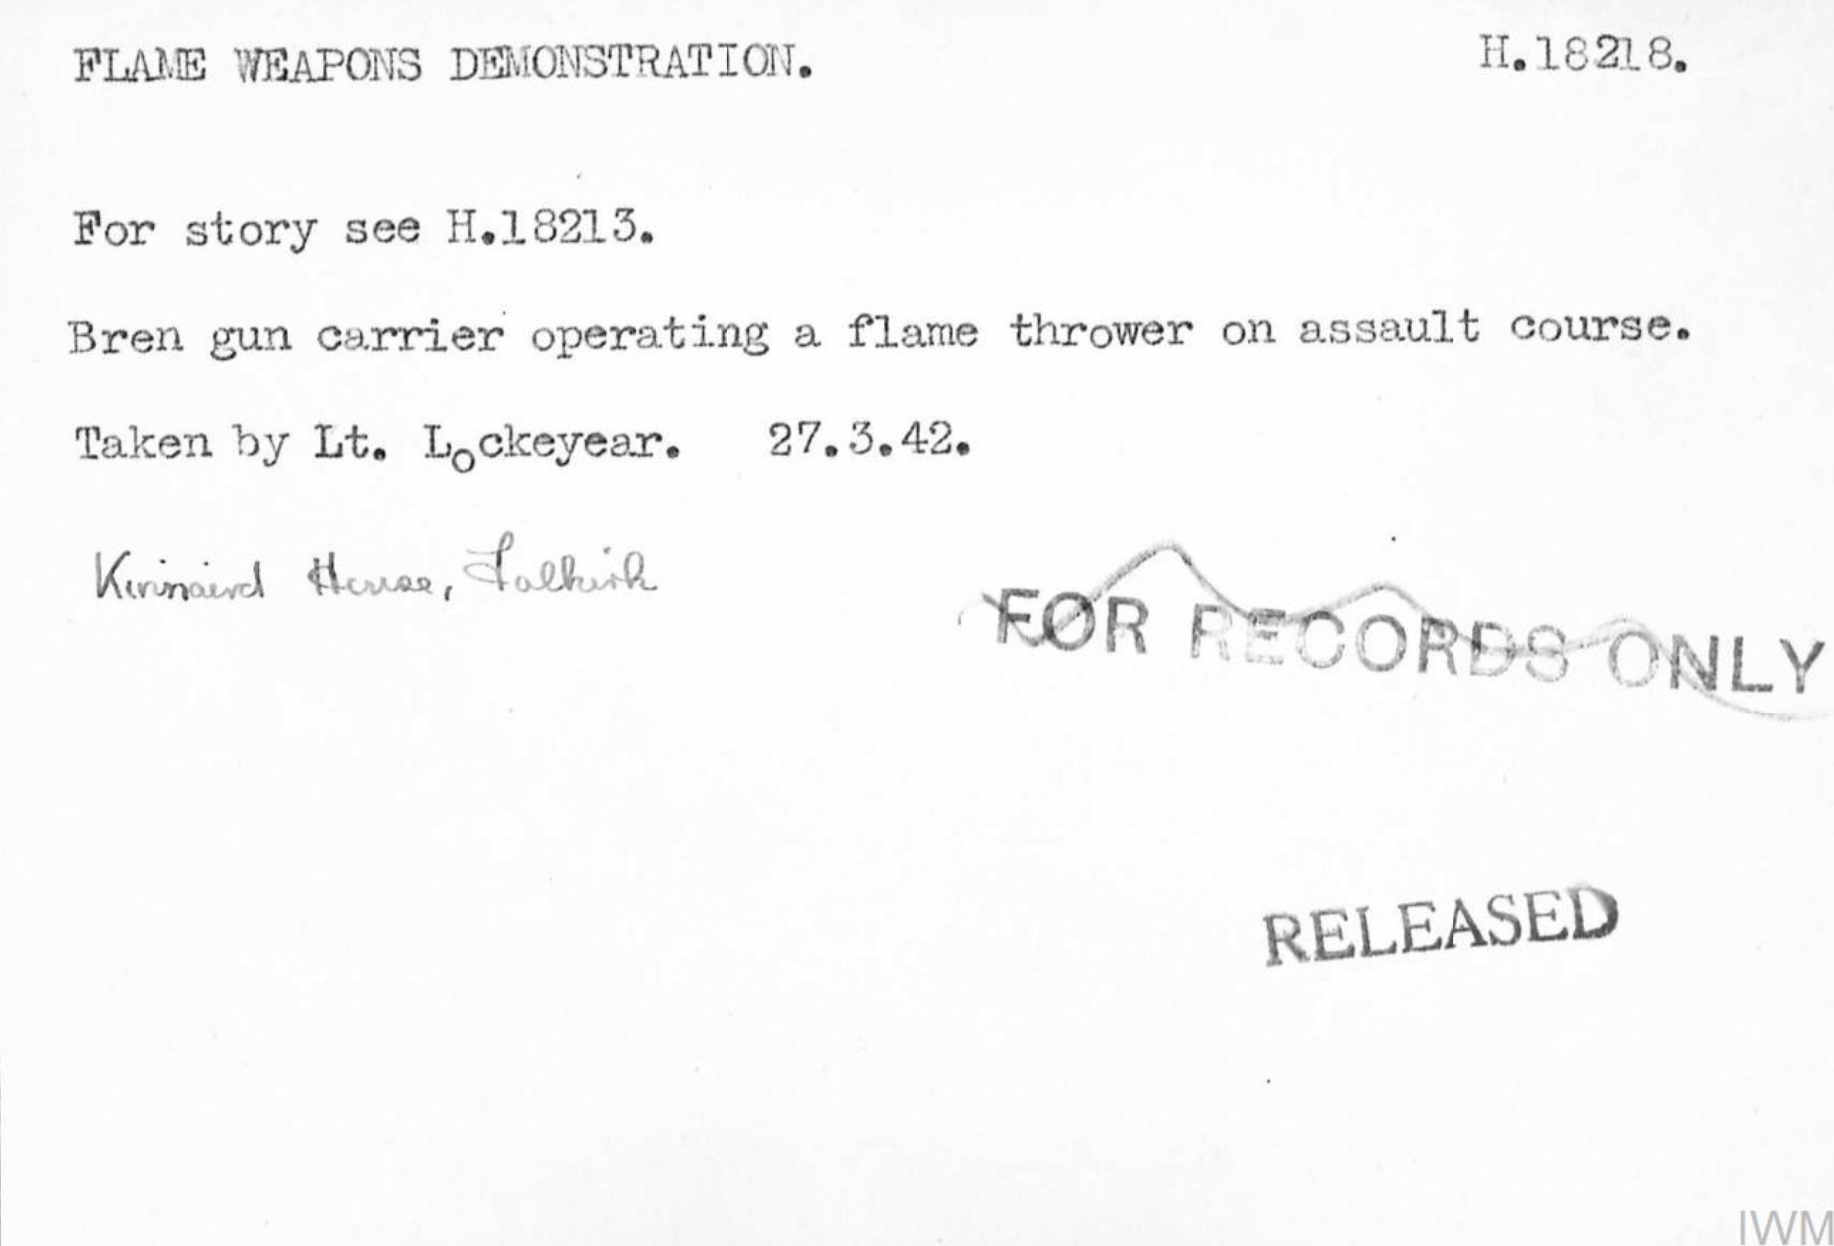 FLAME WEAPONS DEMONSTRATION. H.18218.
For story see H.18213.
Bren gun carrier operating a flame thrower on assault course.
Taken by Lt. Lockeyear. 27.3.42.
Kinnaird House, Falkirk
FOR RECORDS ONLY
RELEASED
IWM